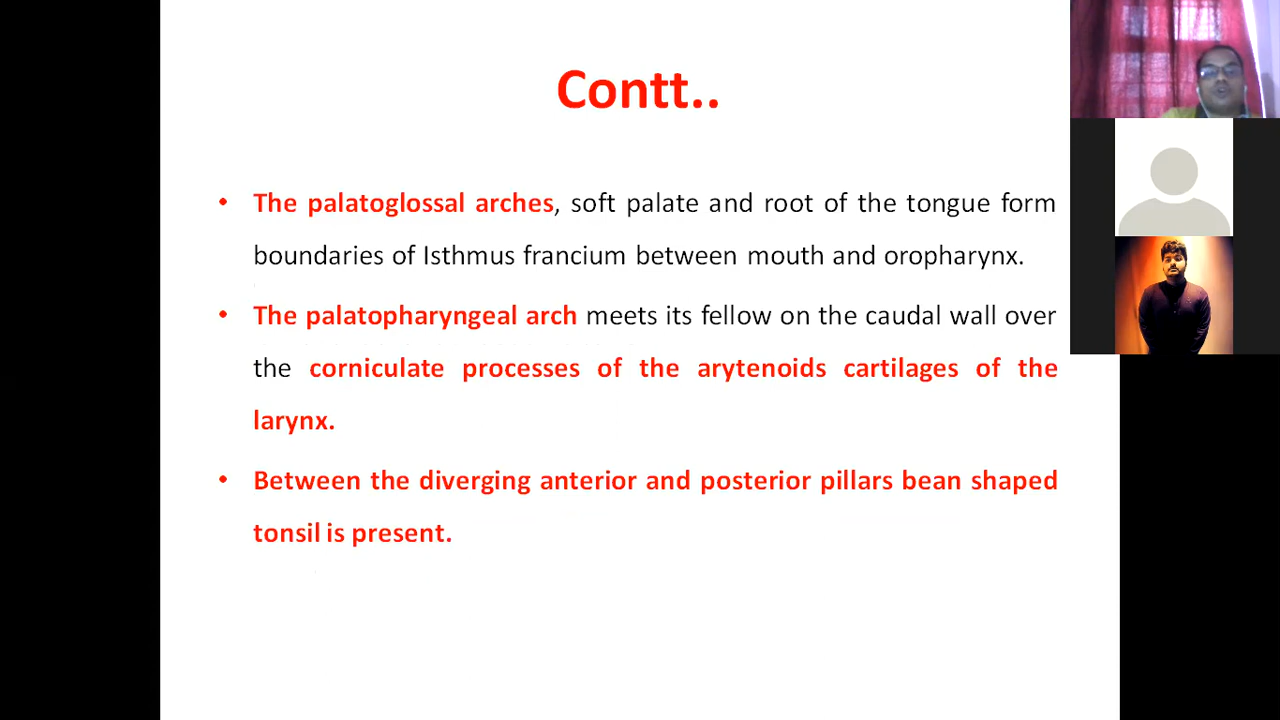 Contt..
• The palatoglossal arches, soft palate and root of the tongue form
boundaries of Isthmus francium between mouth and oropharynx.
• The palatopharyngeal arch meets its fellow on the caudal wall over
the corniculate processes of the arytenoids cartilages of the
larynx.
• Between the diverging anterior and posterior pillars bean shaped
tonsil is present.